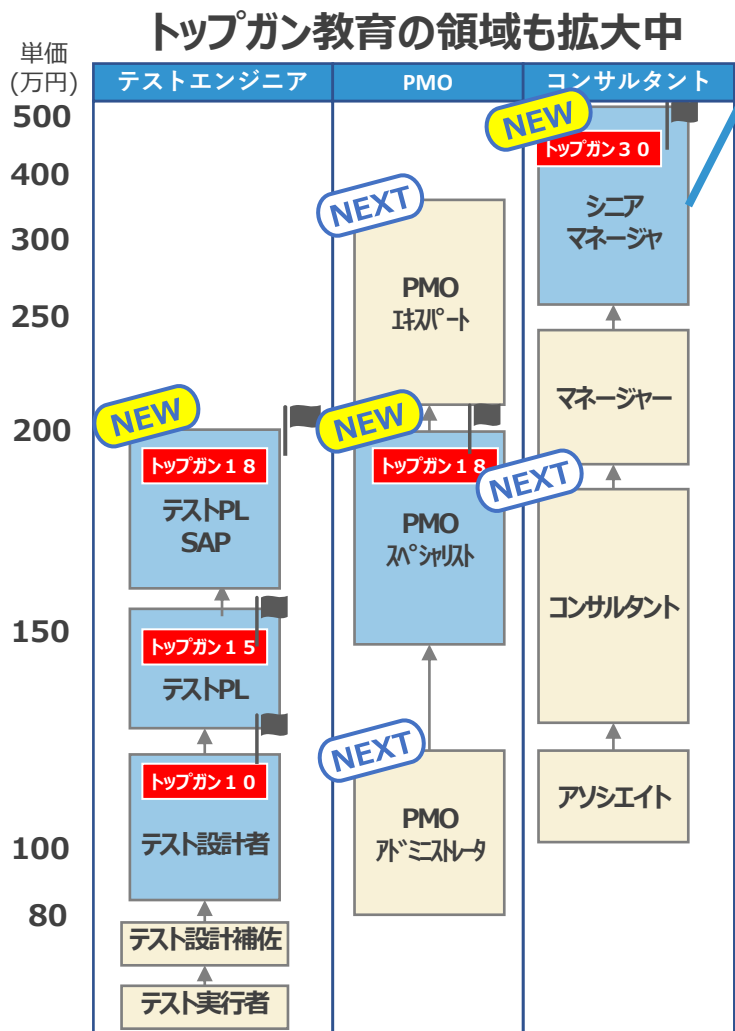 トップガン教育の領域も拡大中
単価
(万円)
テストエンジニア
PMO
コンサルタント
500
400
300
250
200
150
100
80
NEW
トップガン１８
テストPL
SAP
トップガン１５
テストPL
トップガン１０
テスト設計者
テスト設計補佐
テスト実行者
NEXT
PMO
ｴｷｽﾊﾟｰﾄ
NEW
トップガン１８
PMO
ｽﾍﾟｼｬﾘｽﾄ
NEXT
PMO
ｱﾄﾞﾐﾆｽﾄﾚｰﾀ
NEW
トップガン３０
シニア
マネージャ
マネージャー
NEXT
コンサルタント
アソシエイト